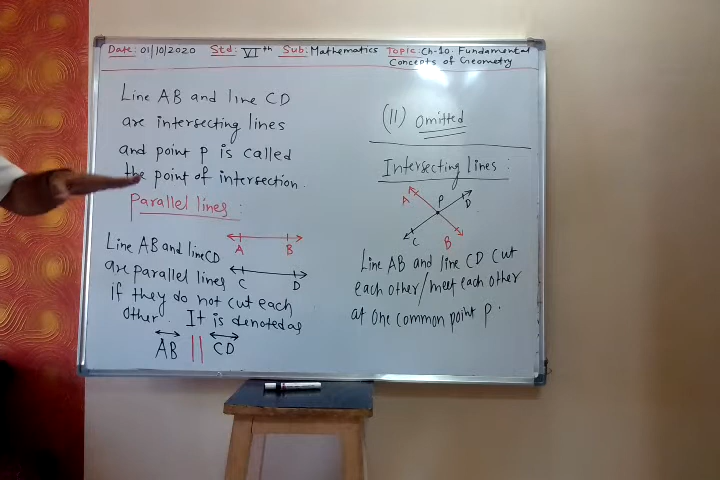 Date: 01/10/2020 Std: VIth Sub: Mathematics Topic: Ch-10. Fundamental
Concepts of Geometry
Line AB and line CD
are intersecting lines
and point P is called
the point of intersection.
Parallel lines:
A B
Line AB and line CD
are parallel lines
C D
if they do not cut each
other. It is denoted as
AB || CD
(11) Omitted
Intersecting lines:
A P D
C B
Line AB and line CD cut
each other/meet each other
at one common point P.